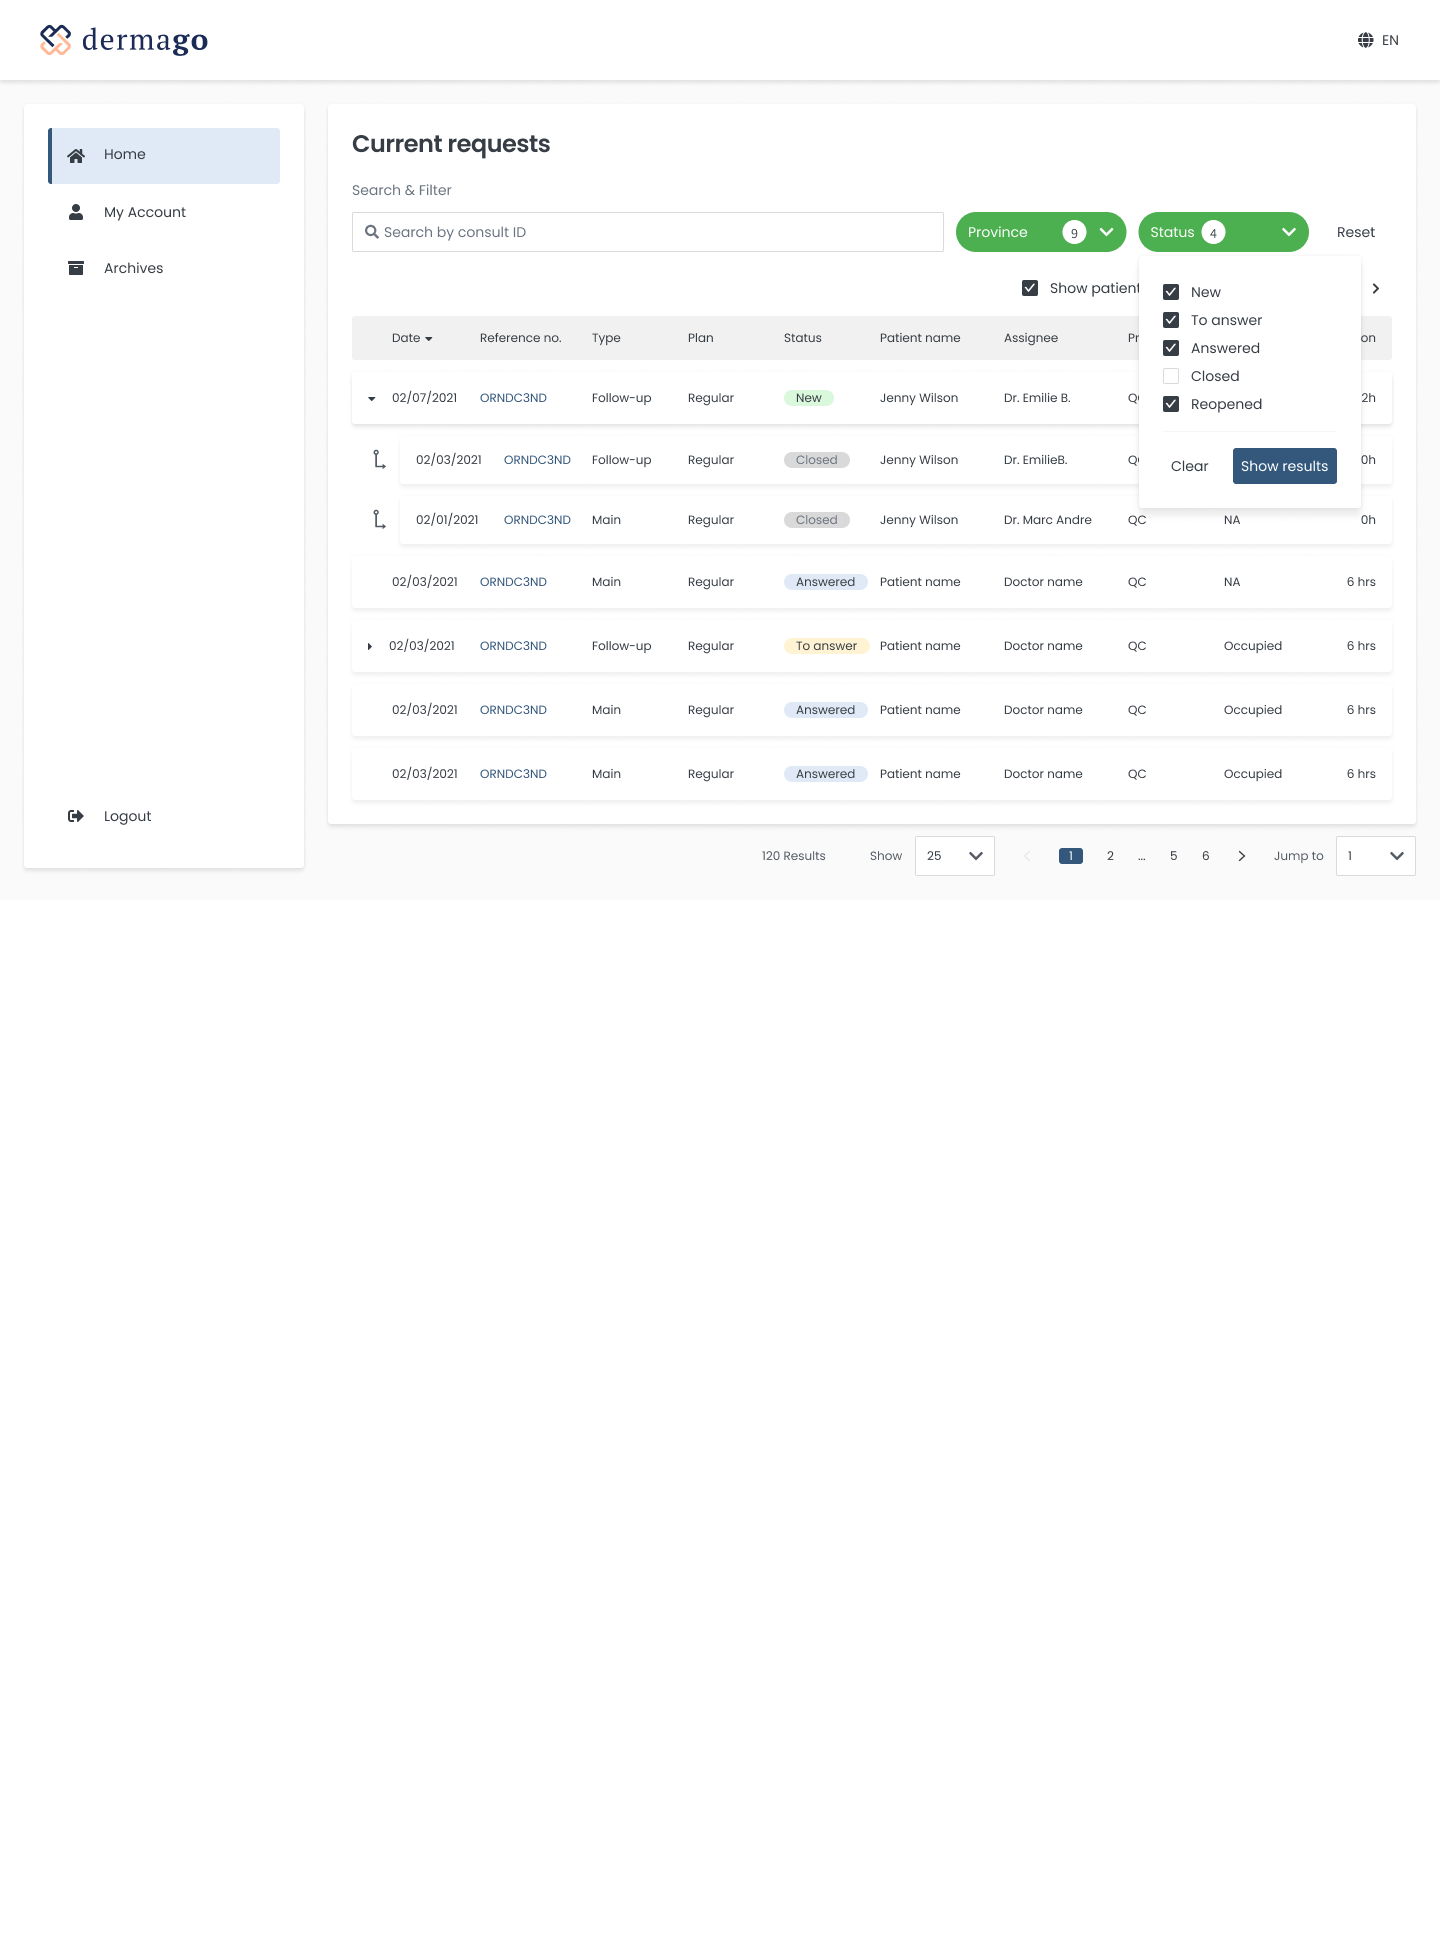 dermago
EN
Home
My Account
Archives
Logout
Current requests
Search & Filter
Search by consult ID
Province 9
Status 4
Reset
Show patient
New
To answer
Answered
Closed
Reopened
Clear Show results
Date Reference no. Type Plan Status Patient name Assignee
02/07/2021 ORNDC3ND Follow-up Regular New Jenny Wilson Dr. Emilie B.
02/03/2021 ORNDC3ND Follow-up Regular Closed Jenny Wilson Dr. EmilieB.
02/01/2021 ORNDC3ND Main Regular Closed Jenny Wilson Dr. Marc Andre QC NA 0h
02/03/2021 ORNDC3ND Main Regular Answered Patient name Doctor name QC NA 6 hrs
02/03/2021 ORNDC3ND Follow-up Regular To answer Patient name Doctor name QC Occupied 6 hrs
02/03/2021 ORNDC3ND Main Regular Answered Patient name Doctor name QC Occupied 6 hrs
02/03/2021 ORNDC3ND Main Regular Answered Patient name Doctor name QC Occupied 6 hrs
120 Results Show 25 1 2 ... 5 6 Jump to 1